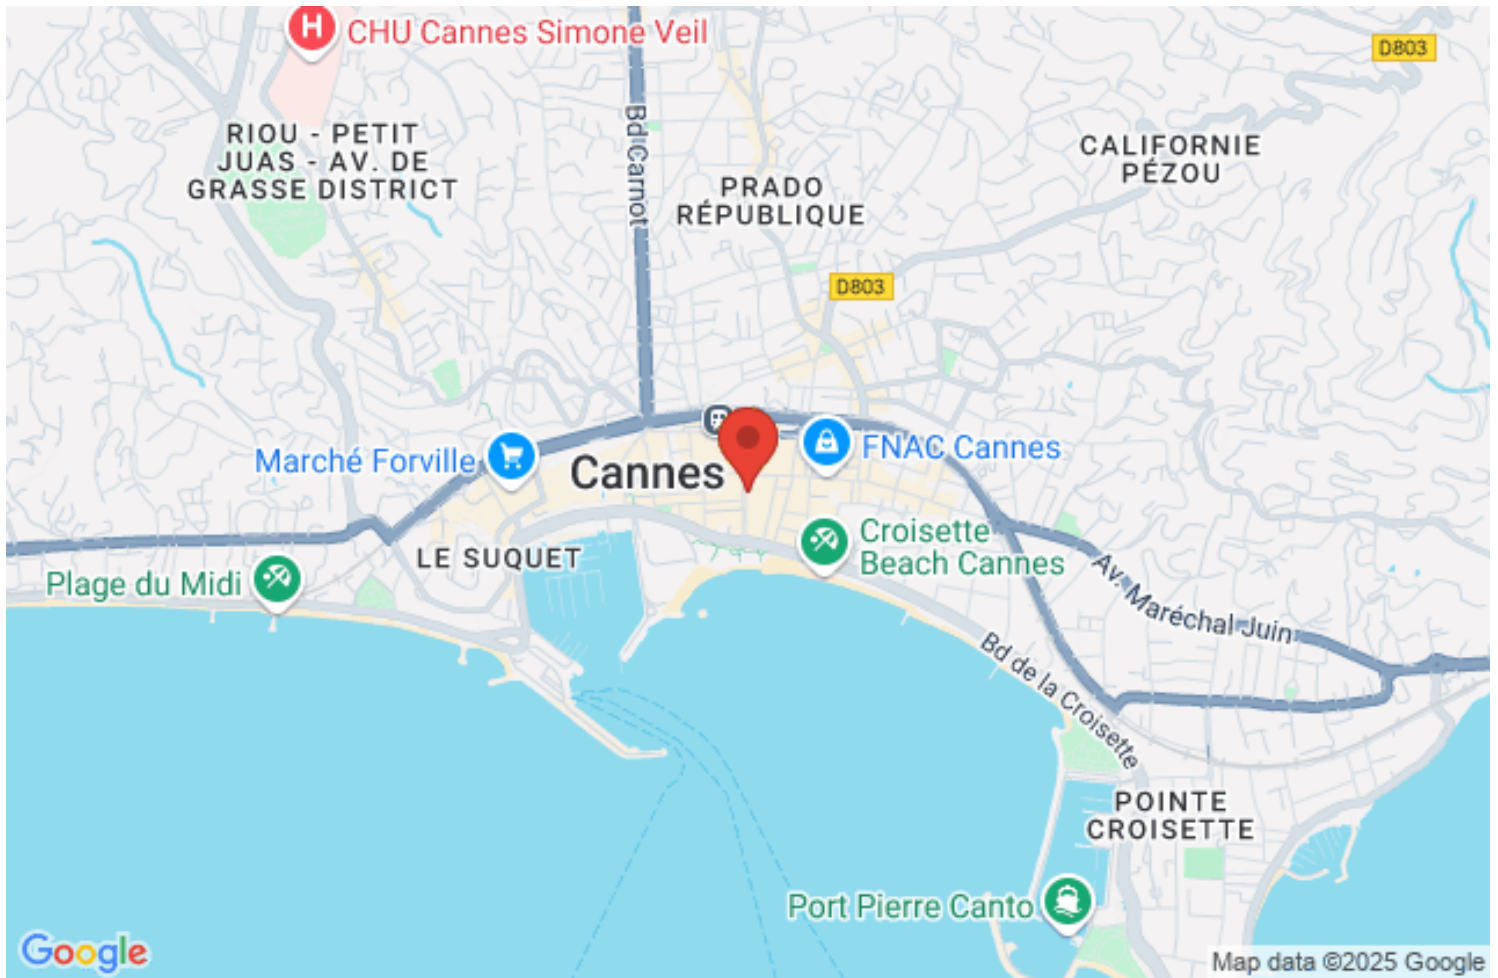 CHU Cannes Simone Veil
D803
RIOU - PETIT
JUAS - AV. DE
GRASSE DISTRICT
Bd Carnot
PRADO
RÉPUBLIQUE
CALIFORNIE
PÉZOU
D803
Marché Forville
Cannes
FNAC Cannes
LE SUQUET
Croisette
Beach Cannes
Plage du Midi
Av. Maréchal Juin
Bd de la Croisette
POINTE
CROISETTE
Port Pierre Canto
Google
Map data ©2025 Google